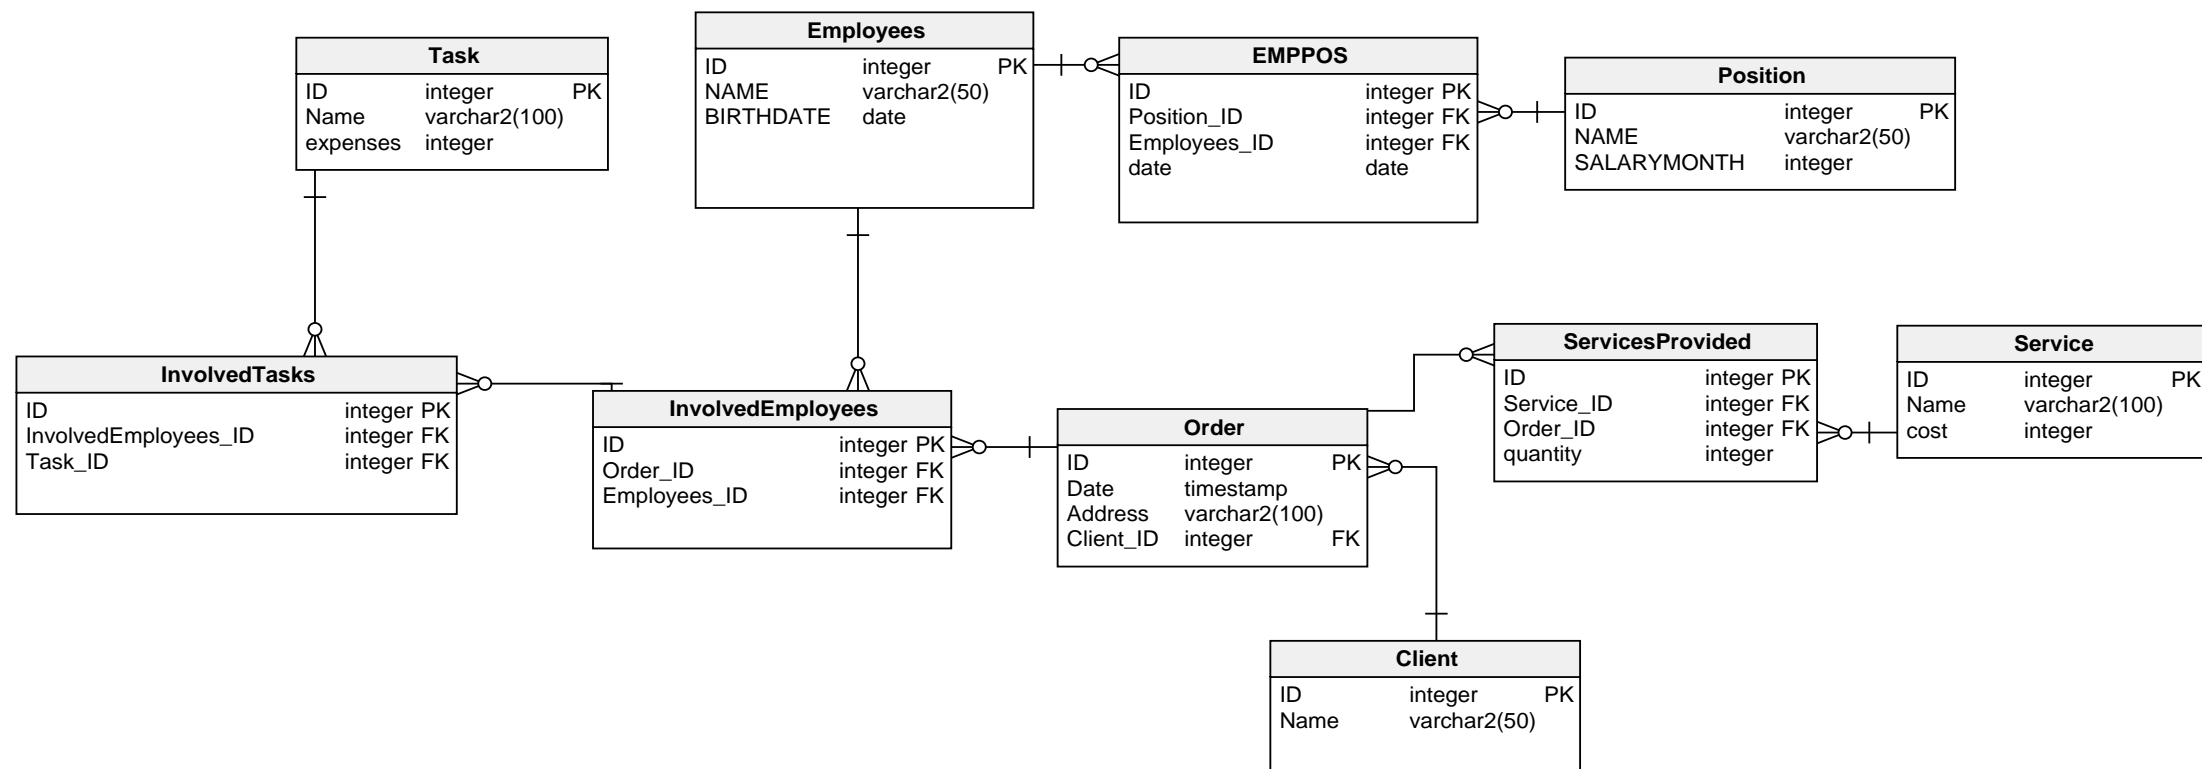 Task
ID integer PK
Name varchar2(100)
expenses integer
Employees
ID integer PK
NAME varchar2(50)
BIRTHDATE date
EMPPOS
ID integer PK
Position_ID integer FK
Employees_ID integer FK
date date
Position
ID integer PK
NAME varchar2(50)
SALARYMONTH integer
InvolvedTasks
ID integer PK
InvolvedEmployees_ID integer FK
Task_ID integer FK
InvolvedEmployees
ID integer PK
Order_ID integer FK
Employees_ID integer FK
Order
ID integer PK
Date timestamp
Address varchar2(100)
Client_ID integer FK
ServicesProvided
ID integer PK
Service_ID integer FK
Order_ID integer FK
quantity integer
Service
ID integer PK
Name varchar2(100)
cost integer
Client
ID integer PK
Name varchar2(50)